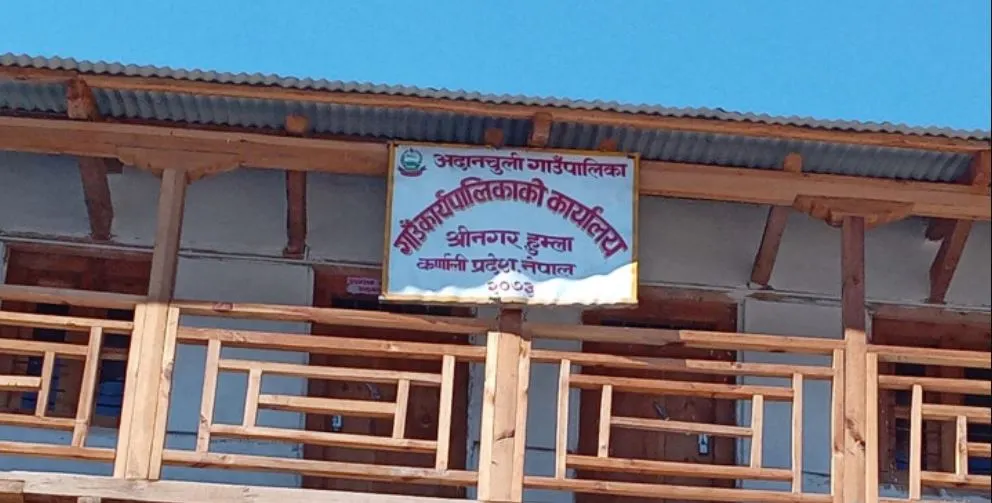 अदानचुली गाउँपालिका
गाउँकार्यपालिकाको कार्यालय
श्रीनगर, हुम्ला
कर्णाली प्रदेश, नेपाल
२०७३